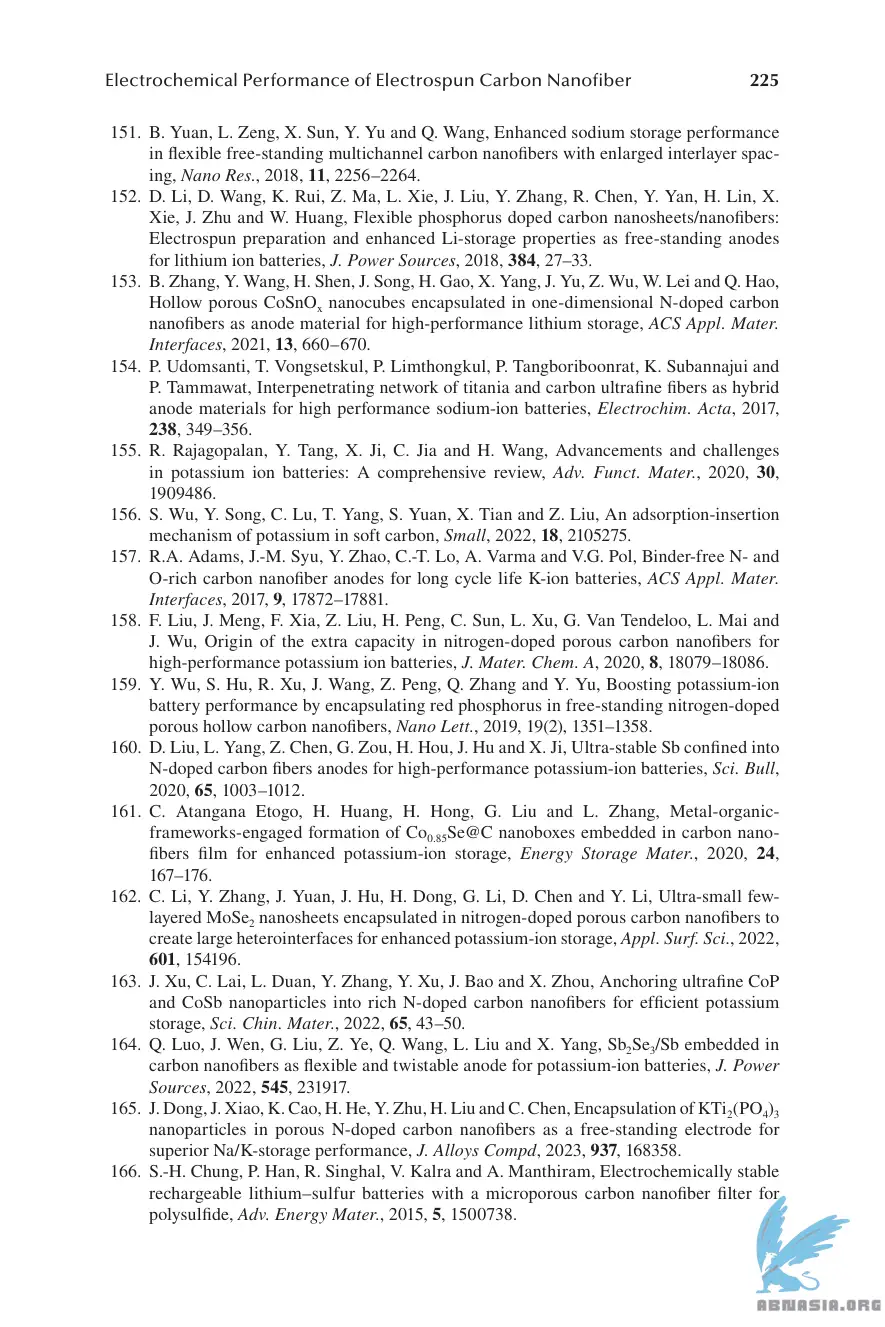 Electrochemical Performance of Electrospun Carbon Nanofiber 225
151. B. Yuan, L. Zeng, X. Sun, Y. Yu and Q. Wang, Enhanced sodium storage performance
in flexible free-standing multichannel carbon nanofibers with enlarged interlayer spac-
ing, Nano Res., 2018, 11, 2256–2264.
152. D. Li, D. Wang, K. Rui, Z. Ma, L. Xie, J. Liu, Y. Zhang, R. Chen, Y. Yan, H. Lin, X.
Xie, J. Zhu and W. Huang, Flexible phosphorus doped carbon nanosheets/nanofibers:
Electrospun preparation and enhanced Li-storage properties as free-standing anodes
for lithium ion batteries, J. Power Sources, 2018, 384, 27–33.
153. B. Zhang, Y. Wang, H. Shen, J. Song, H. Gao, X. Yang, J. Yu, Z. Wu, W. Lei and Q. Hao,
Hollow porous CoSnOx nanocubes encapsulated in one-dimensional N-doped carbon
nanofibers as anode material for high-performance lithium storage, ACS Appl. Mater.
Interfaces, 2021, 13, 660–670.
154. P. Udomsanti, T. Vongsetskul, P. Limthongkul, P. Tangboriboonrat, K. Subannajui and
P. Tammawat, Interpenetrating network of titania and carbon ultrafine fibers as hybrid
anode materials for high performance sodium-ion batteries, Electrochim. Acta, 2017,
238, 349–356.
155. R. Rajagopalan, Y. Tang, X. Ji, C. Jia and H. Wang, Advancements and challenges
in potassium ion batteries: A comprehensive review, Adv. Funct. Mater., 2020, 30,
1909486.
156. S. Wu, Y. Song, C. Lu, T. Yang, S. Yuan, X. Tian and Z. Liu, An adsorption-insertion
mechanism of potassium in soft carbon, Small, 2022, 18, 2105275.
157. R.A. Adams, J.-M. Syu, Y. Zhao, C.-T. Lo, A. Varma and V.G. Pol, Binder-free N- and
O-rich carbon nanofiber anodes for long cycle life K-ion batteries, ACS Appl. Mater.
Interfaces, 2017, 9, 17872–17881.
158. F. Liu, J. Meng, F. Xia, Z. Liu, H. Peng, C. Sun, L. Xu, G. Van Tendeloo, L. Mai and
J. Wu, Origin of the extra capacity in nitrogen-doped porous carbon nanofibers for
high-performance potassium ion batteries, J. Mater. Chem. A, 2020, 8, 18079–18086.
159. Y. Wu, S. Hu, R. Xu, J. Wang, Z. Peng, Q. Zhang and Y. Yu, Boosting potassium-ion
battery performance by encapsulating red phosphorus in free-standing nitrogen-doped
porous hollow carbon nanofibers, Nano Lett., 2019, 19(2), 1351–1358.
160. D. Liu, L. Yang, Z. Chen, G. Zou, H. Hou, J. Hu and X. Ji, Ultra-stable Sb confined into
N-doped carbon fibers anodes for high-performance potassium-ion batteries, Sci. Bull,
2020, 65, 1003–1012.
161. C. Atangana Etogo, H. Huang, H. Hong, G. Liu and L. Zhang, Metal-organic-
frameworks-engaged formation of Co0.85Se@C nanoboxes embedded in carbon nano-
fibers film for enhanced potassium-ion storage, Energy Storage Mater., 2020, 24,
167–176.
162. C. Li, Y. Zhang, J. Yuan, J. Hu, H. Dong, G. Li, D. Chen and Y. Li, Ultra-small few-
layered MoSe2 nanosheets encapsulated in nitrogen-doped porous carbon nanofibers to
create large heterointerfaces for enhanced potassium-ion storage, Appl. Surf. Sci., 2022,
601, 154196.
163. J. Xu, C. Lai, L. Duan, Y. Zhang, Y. Xu, J. Bao and X. Zhou, Anchoring ultrafine CoP
and CoSb nanoparticles into rich N-doped carbon nanofibers for efficient potassium
storage, Sci. Chin. Mater., 2022, 65, 43–50.
164. Q. Luo, J. Wen, G. Liu, Z. Ye, Q. Wang, L. Liu and X. Yang, Sb2Se3/Sb embedded in
carbon nanofibers as flexible and twistable anode for potassium-ion batteries, J. Power
Sources, 2022, 545, 231917.
165. J. Dong, J. Xiao, K. Cao, H. He, Y. Zhu, H. Liu and C. Chen, Encapsulation of KTi2(PO4)3
nanoparticles in porous N-doped carbon nanofibers as a free-standing electrode for
superior Na/K-storage performance, J. Alloys Compd, 2023, 937, 168358.
166. S.-H. Chung, P. Han, R. Singhal, V. Kalra and A. Manthiram, Electrochemically stable
rechargeable lithium–sulfur batteries with a microporous carbon nanofiber filter for
polysulfide, Adv. Energy Mater., 2015, 5, 1500738.
ABNASIA.ORG